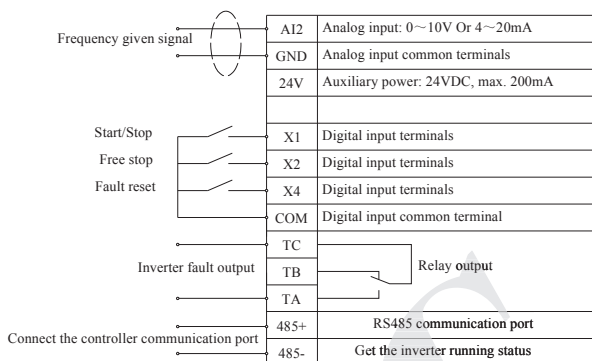 Frequency given signal
AI2 Analog input: 0～10V Or 4～20mA
GND Analog input common terminals
24V Auxiliary power: 24VDC, max. 200mA
Start/Stop X1 Digital input terminals
Free stop X2 Digital input terminals
Fault reset X4 Digital input terminals
COM Digital input common terminal
TC
Inverter fault output TB Relay output
TA
Connect the controller communication port
485+ RS485 communication port
485- Get the inverter running status